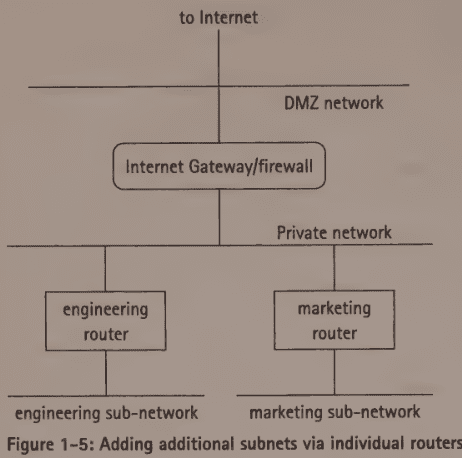 to Internet
DMZ network
Internet Gateway/firewall
Private network
engineering
router
marketing
router
engineering sub-network
marketing sub-network
Figure 1-5: Adding additional subnets via individual routers